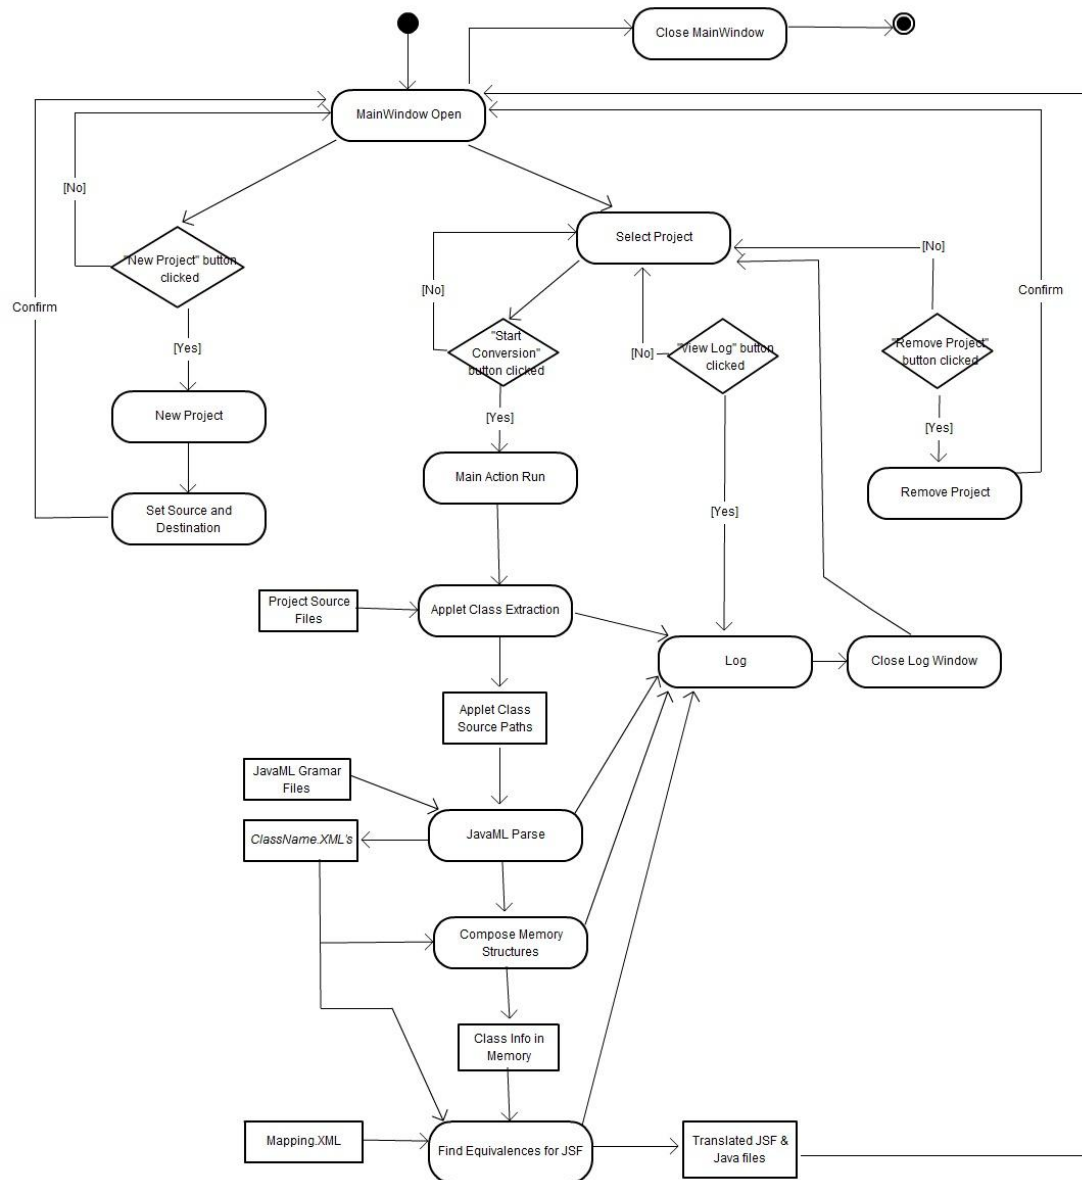 Close MainWindow
MainWindow Open
[No]
Select Project
[No]
"New Project" button
clicked
[No]
Confirm
Confirm
"Start
Conversion"
button clicked
[No]
"View Log" button
clicked
"Remove Project"
button clicked
[Yes]
New Project
[Yes]
[Yes]
Main Action Run
Remove Project
Set Source and
Destination
[Yes]
Project Source
Files
Applet Class Extraction
Log
Close Log Window
Applet Class
Source Paths
JavaML Gramar
Files
JavaML Parse
ClassName.XML's
Compose Memory
Structures
Class Info in
Memory
Mapping.XML
Find Equivalences for JSF
Translated JSF &
Java files